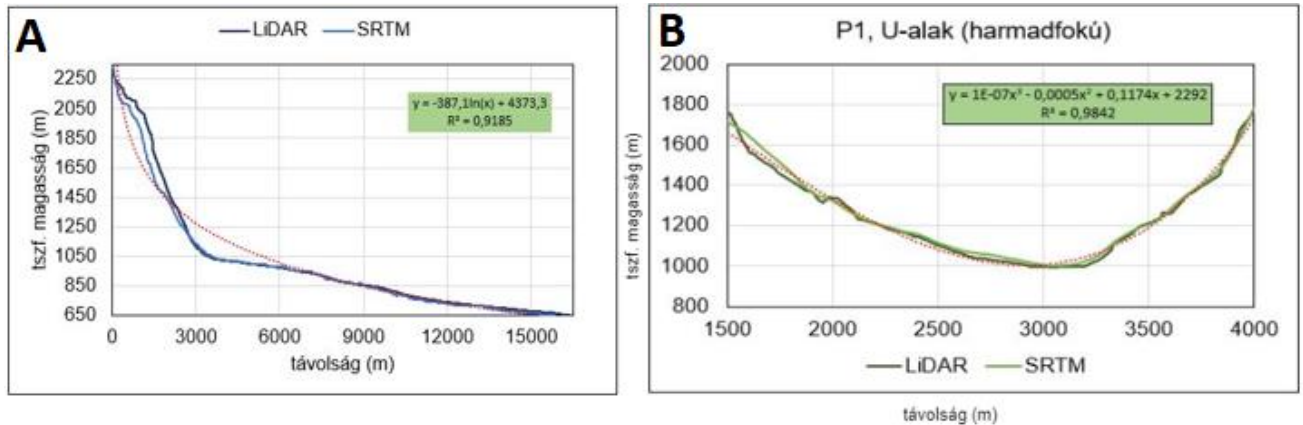 A
LiDAR SRTM
2250
2050
1850
1650
1450
1250
1050
850
650
tszf. magasság (m)
y = -387,1ln(x) + 4373,3
R² = 0,9185
0 3000 6000 9000 12000 15000
távolság (m)
B
P1, U-alak (harmadfokú)
2000
1800
1600
1400
1200
1000
800
tszf. magasság (m)
y = 1E-07x³ - 0,0005x² + 0,1174x + 2292
R² = 0,9842
1500 2000 2500 3000 3500 4000
LiDAR SRTM
távolság (m)